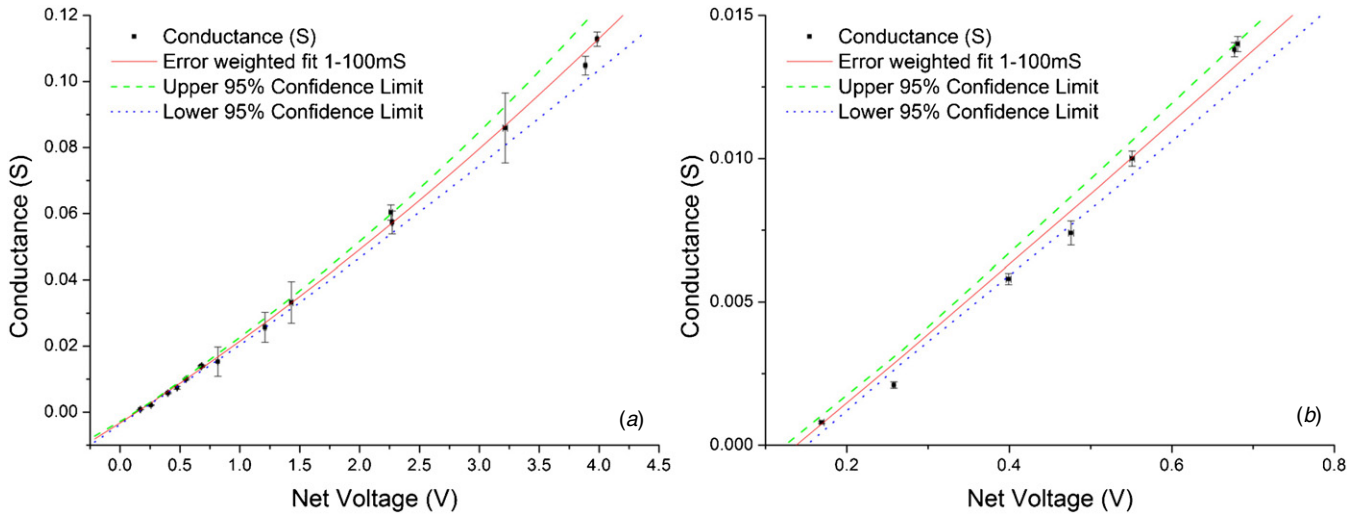 0.12
0.10
0.08
0.06
0.04
0.02
0.00
Conductance (S)
Conductance (S)
Error weighted fit 1-100mS
Upper 95% Confidence Limit
Lower 95% Confidence Limit
(a)
0.0 0.5 1.0 1.5 2.0 2.5 3.0 3.5 4.0 4.5
Net Voltage (V)
0.015
0.010
0.005
0.000
Conductance (S)
Conductance (S)
Error weighted fit 1-100mS
Upper 95% Confidence Limit
Lower 95% Confidence Limit
(b)
0.2 0.4 0.6 0.8
Net Voltage (V)